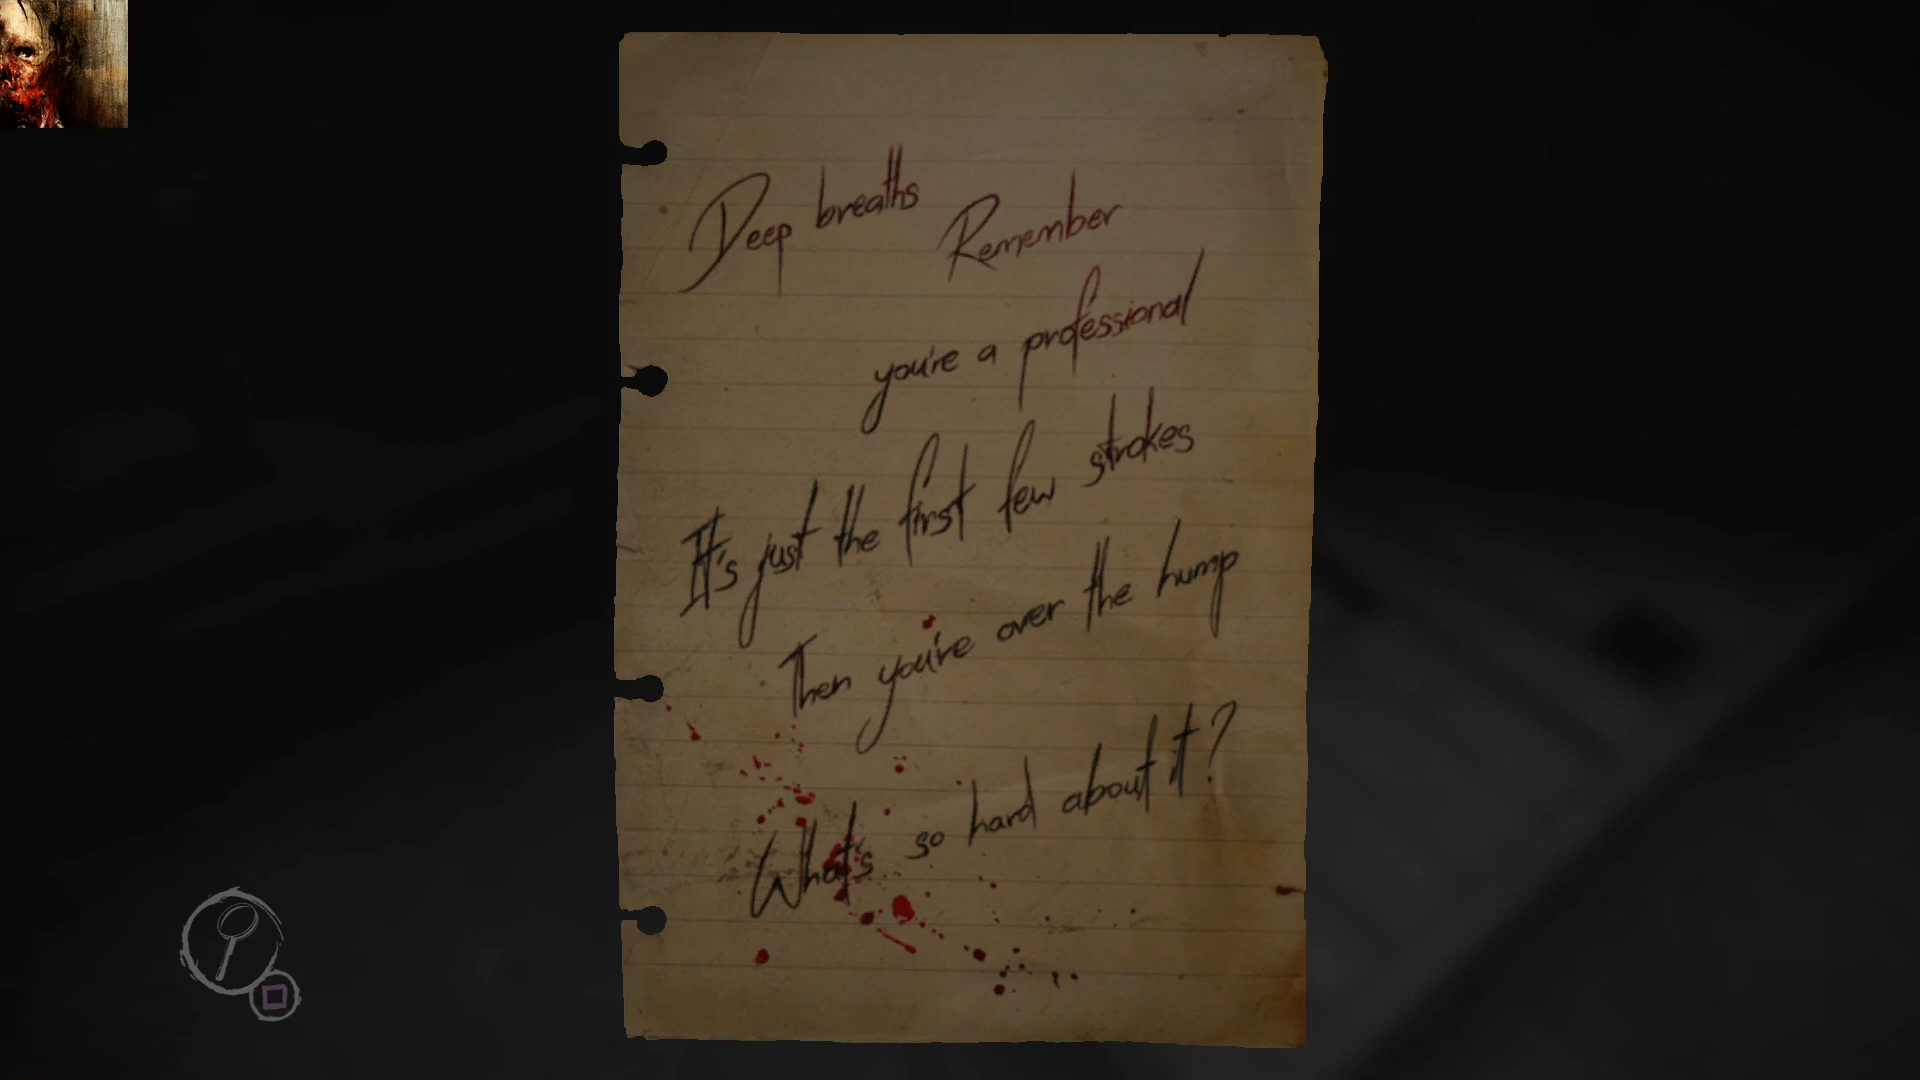 Deep breaths
Remember
you're a professional
It's just the first few strokes
Then you're over the hump
What's so hard about it?